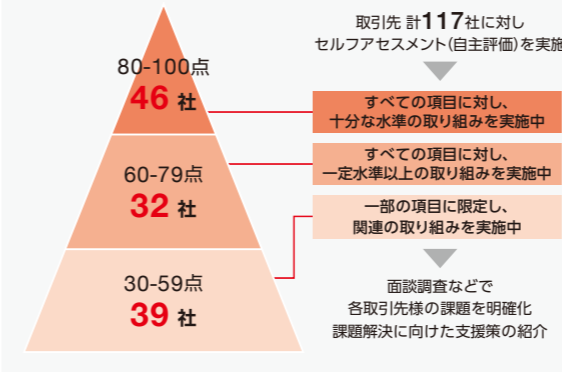 取引先 計117社に対し
セルフアセスメント(自主評価)を実施
80-100点
46 社
すべての項目に対し、
十分な水準の取り組みを実施中
60-79点
32 社
すべての項目に対し、
一定水準以上の取り組みを実施中
30-59点
39 社
一部の項目に限定し、
関連の取り組みを実施中
面談調査などで
各取引先様の課題を明確化
課題解決に向けた支援策の紹介